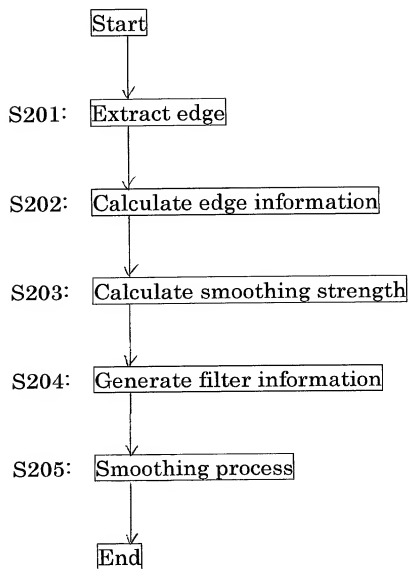 Start
S201: Extract edge
S202: Calculate edge information
S203: Calculate smoothing strength
S204: Generate filter information
S205: Smoothing process
End